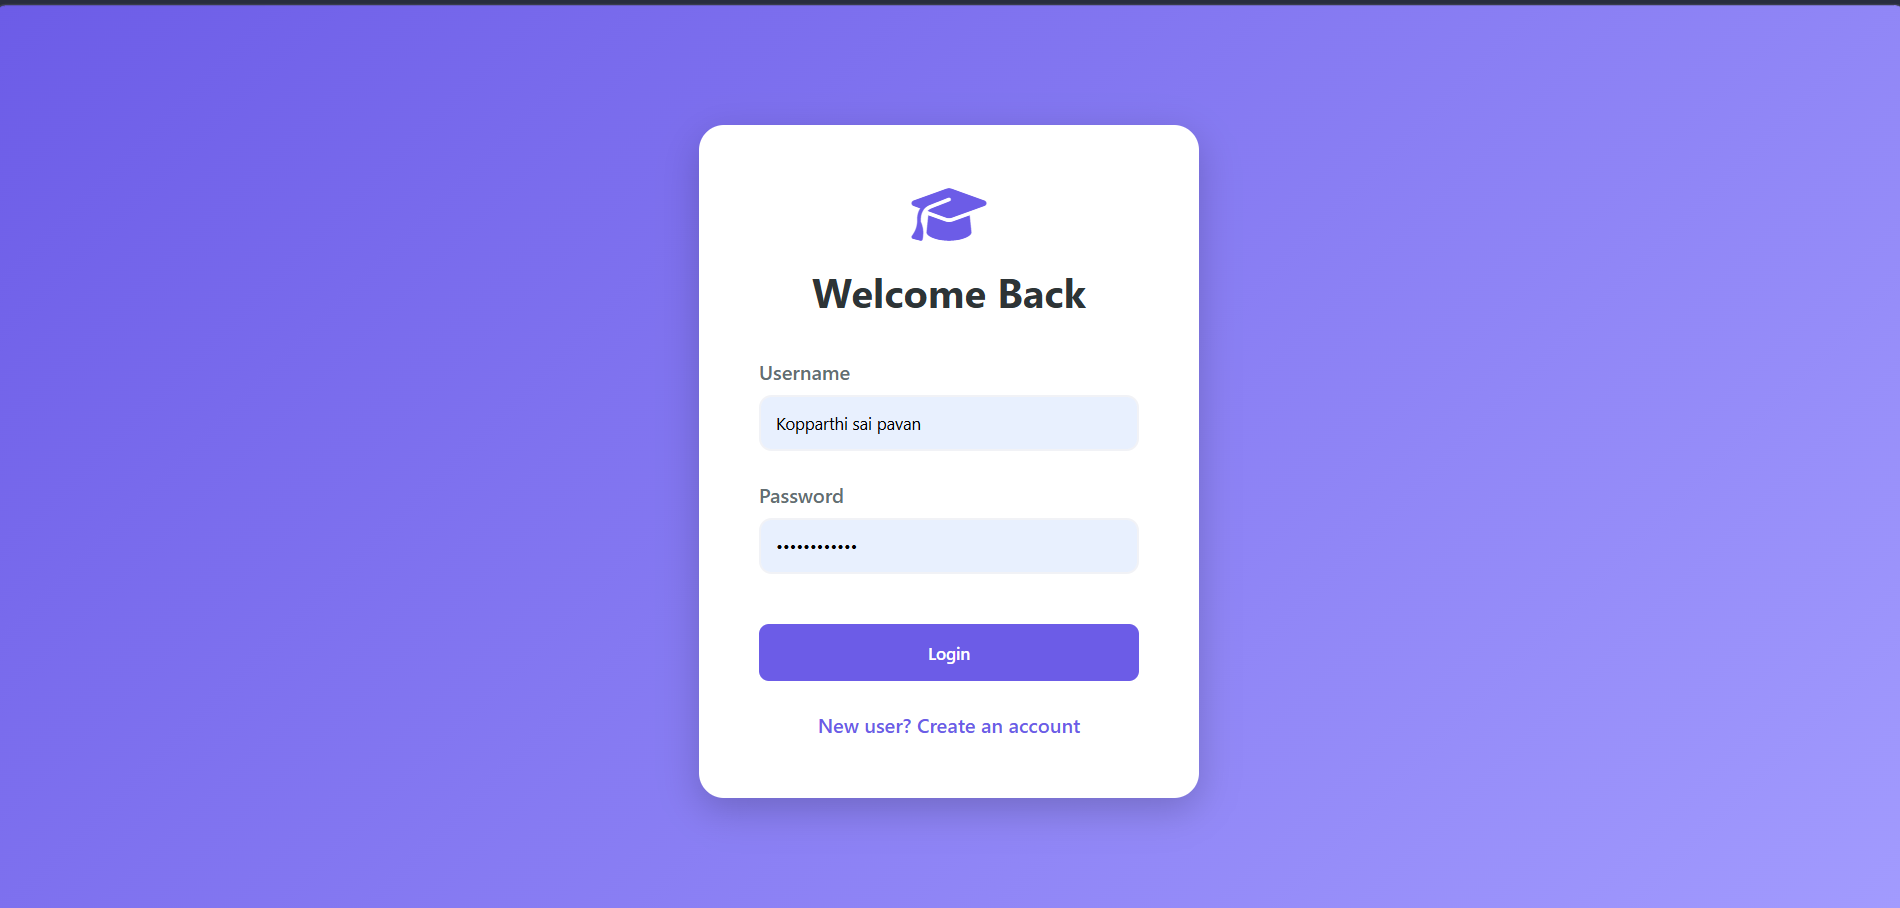 Welcome Back
Username
Kopparthi sai pavan
Password
••••••••••••
Login
New user? Create an account